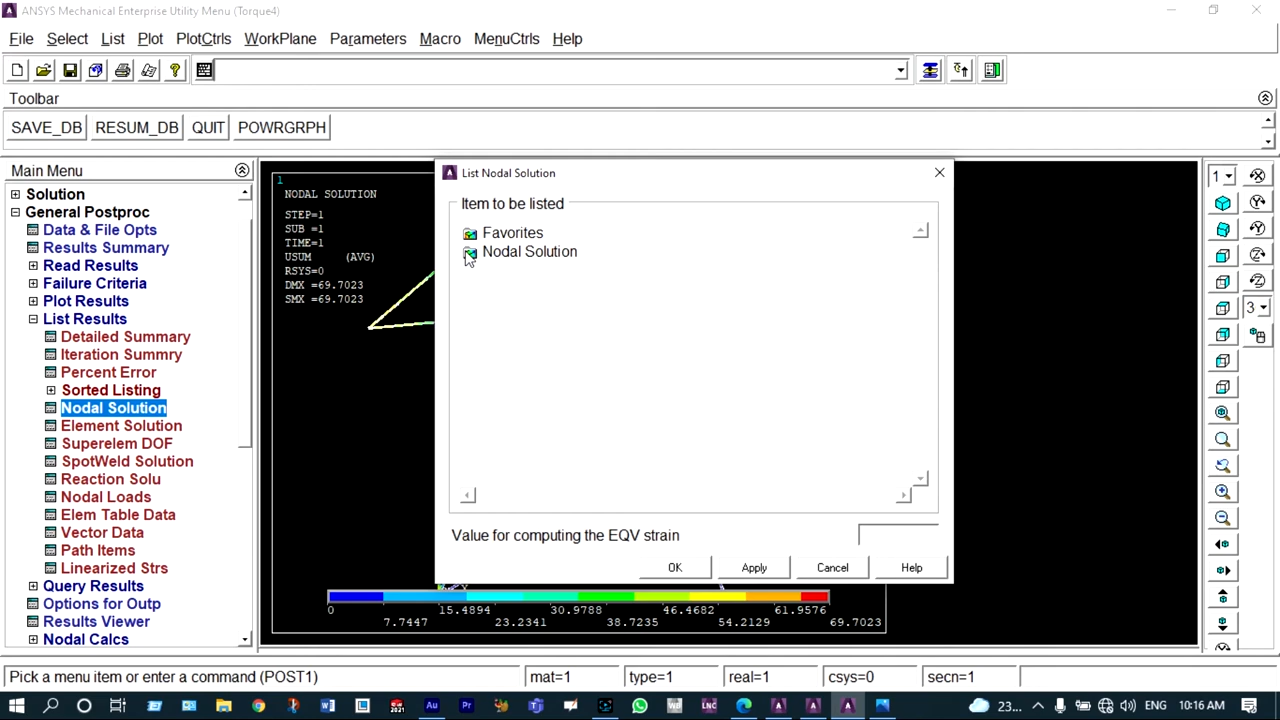 ANSYS Mechanical Enterprise Utility Menu (Torque4)
File Select List Plot PlotCtrls WorkPlane Parameters Macro MenuCtrls Help
Toolbar
SAVE_DB RESUM_DB QUIT POWRGRPH
Main Menu
Solution
General Postproc
Data & File Opts
Results Summary
Read Results
Failure Criteria
Plot Results
List Results
Detailed Summary
Iteration Summry
Percent Error
Sorted Listing
Nodal Solution
Element Solution
Superelem DOF
SpotWeld Solution
Reaction Solu
Nodal Loads
Elem Table Data
Vector Data
Path Items
Linearized Strs
Query Results
Options for Outp
Results Viewer
Nodal Calcs
1
NODAL SOLUTION
STEP=1
SUB =1
TIME=1
USUM (AVG)
RSYS=0
DMX =69.7023
SMX =69.7023
List Nodal Solution
Item to be listed
Favorites
Nodal Solution
Value for computing the EQV strain
OK Apply Cancel Help
0 15.4894 30.9788 46.4682 61.9576
7.7447 23.2341 38.7235 54.2129 69.7023
1
3
Pick a menu item or enter a command (POST1) mat=1 type=1 real=1 csys=0 secn=1
23... ENG 10:16 AM